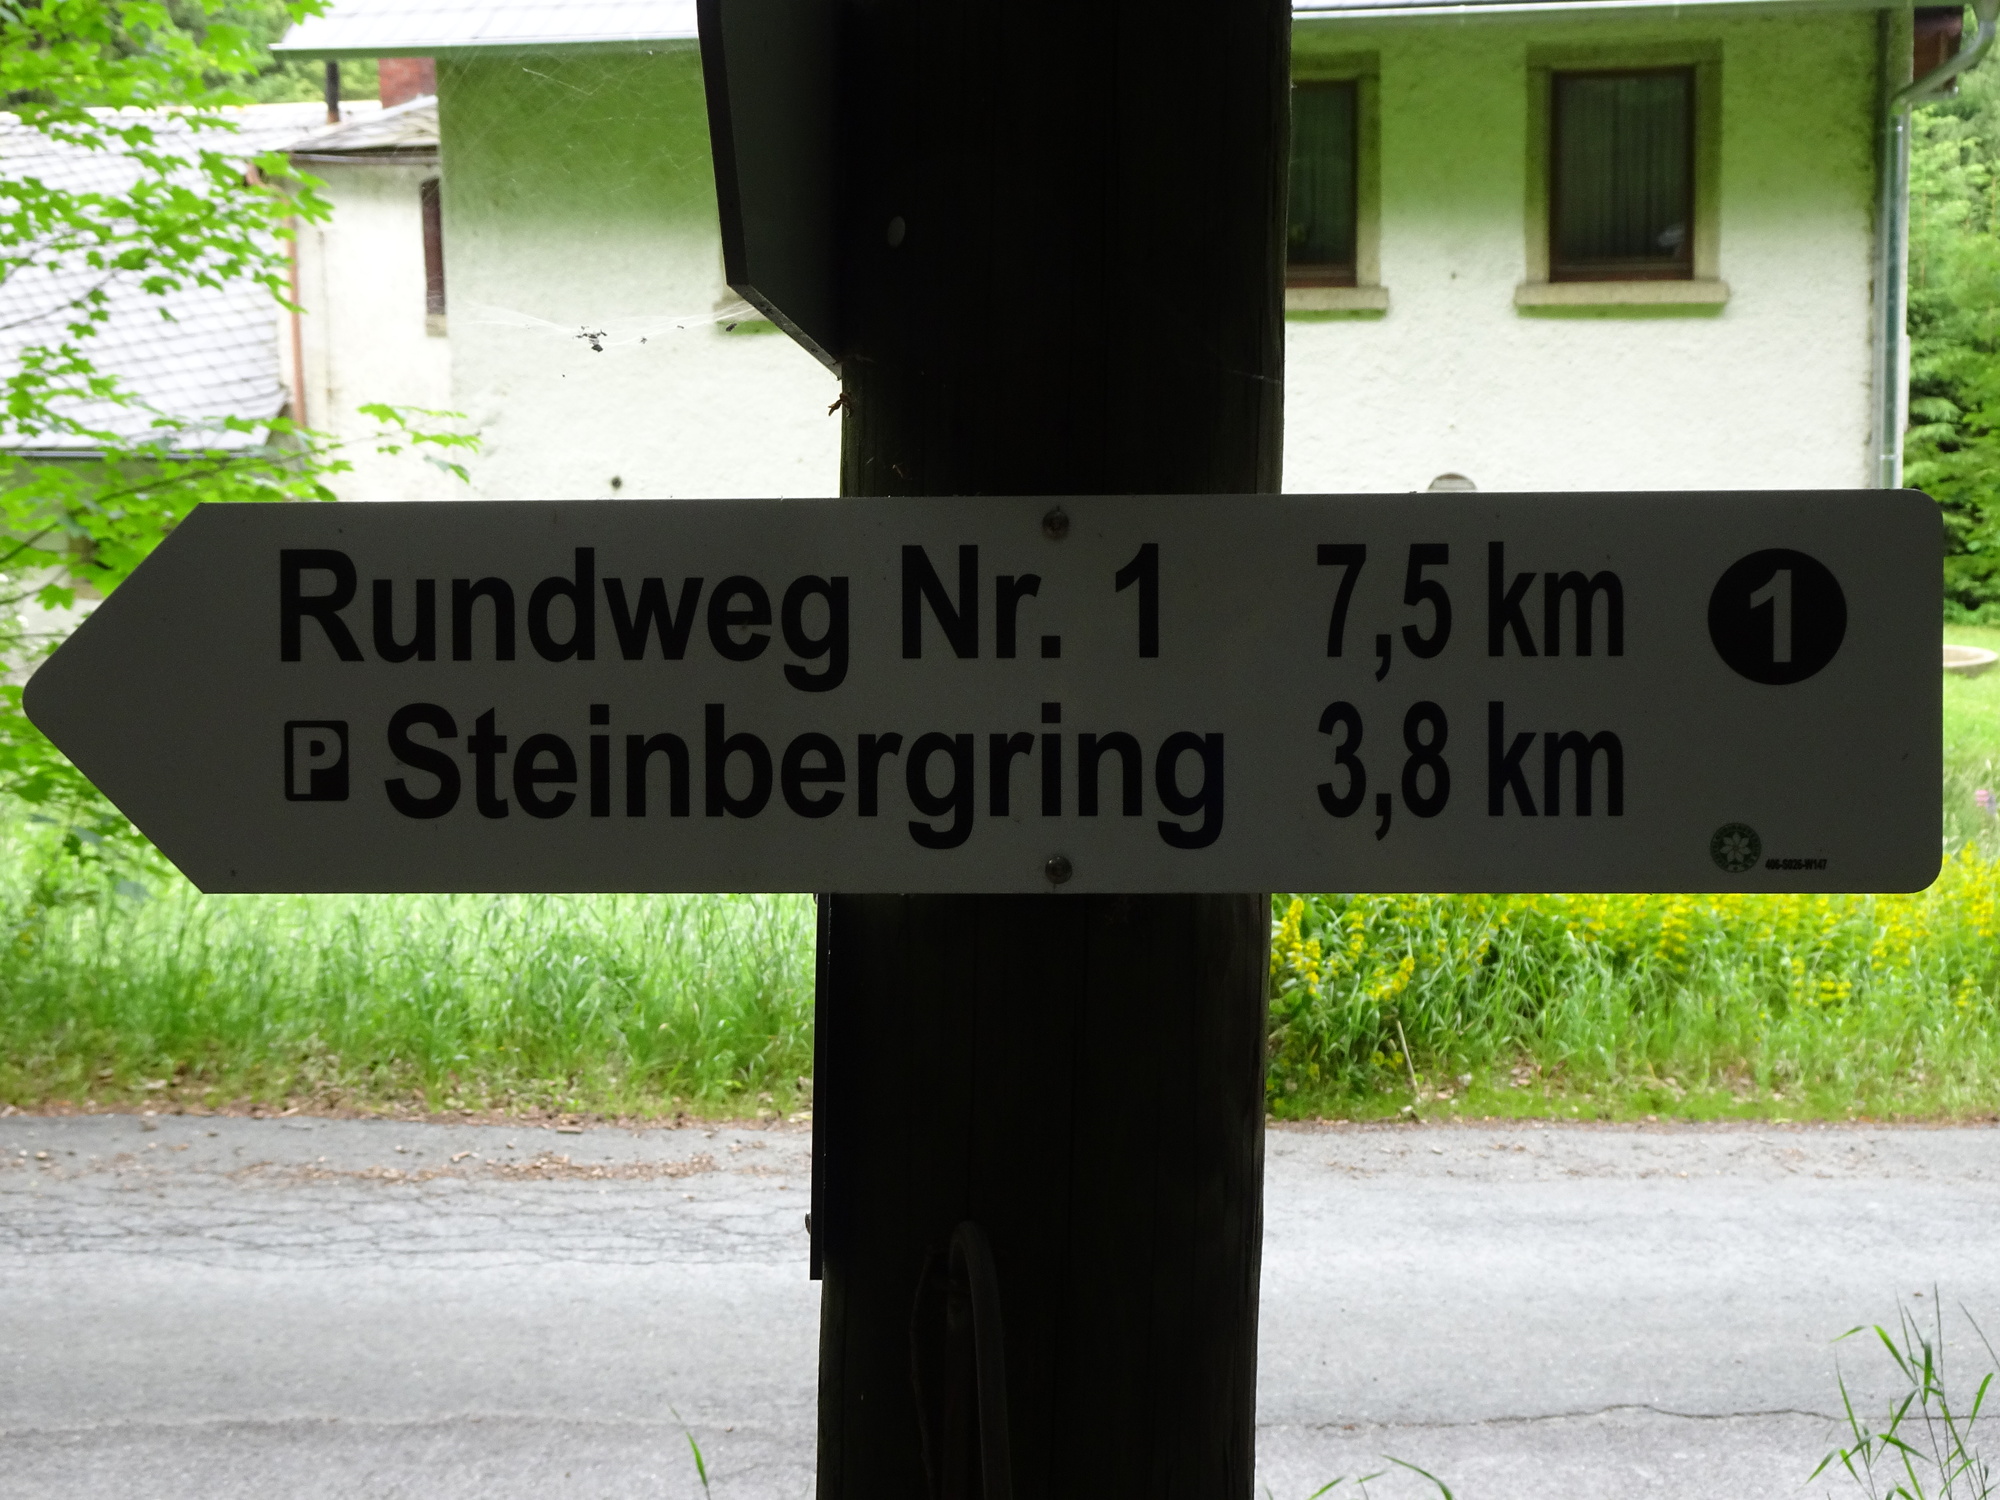 Rundweg Nr. 1 7,5 km 1
P Steinbergring 3,8 km